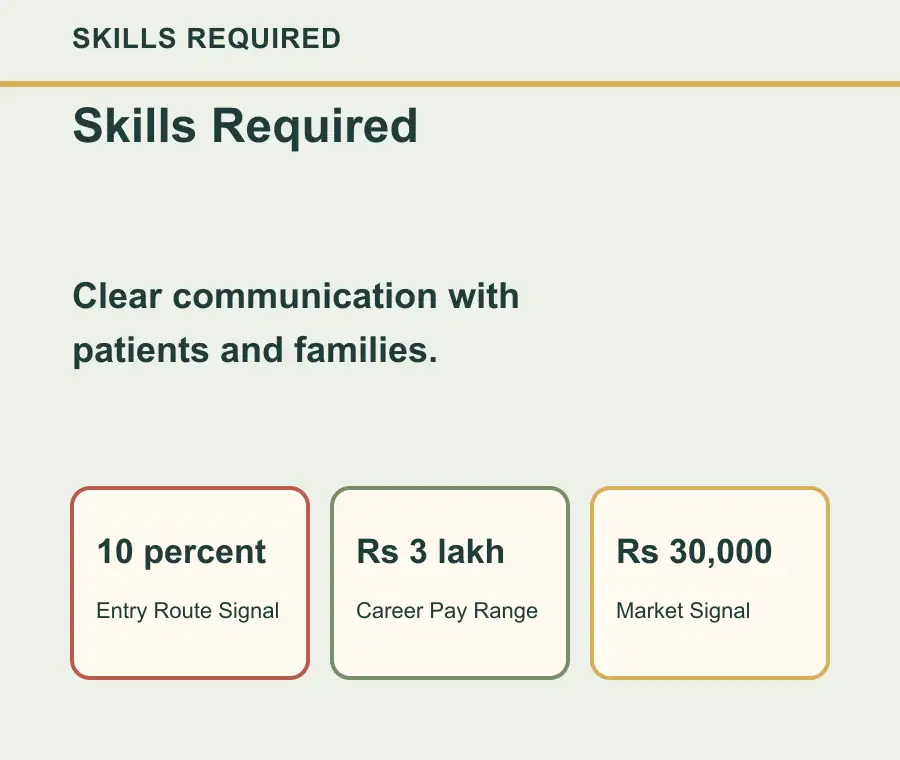 SKILLS REQUIRED
Skills Required
Clear communication with
patients and families.
10 percent
Entry Route Signal
Rs 3 lakh
Career Pay Range
Rs 30,000
Market Signal